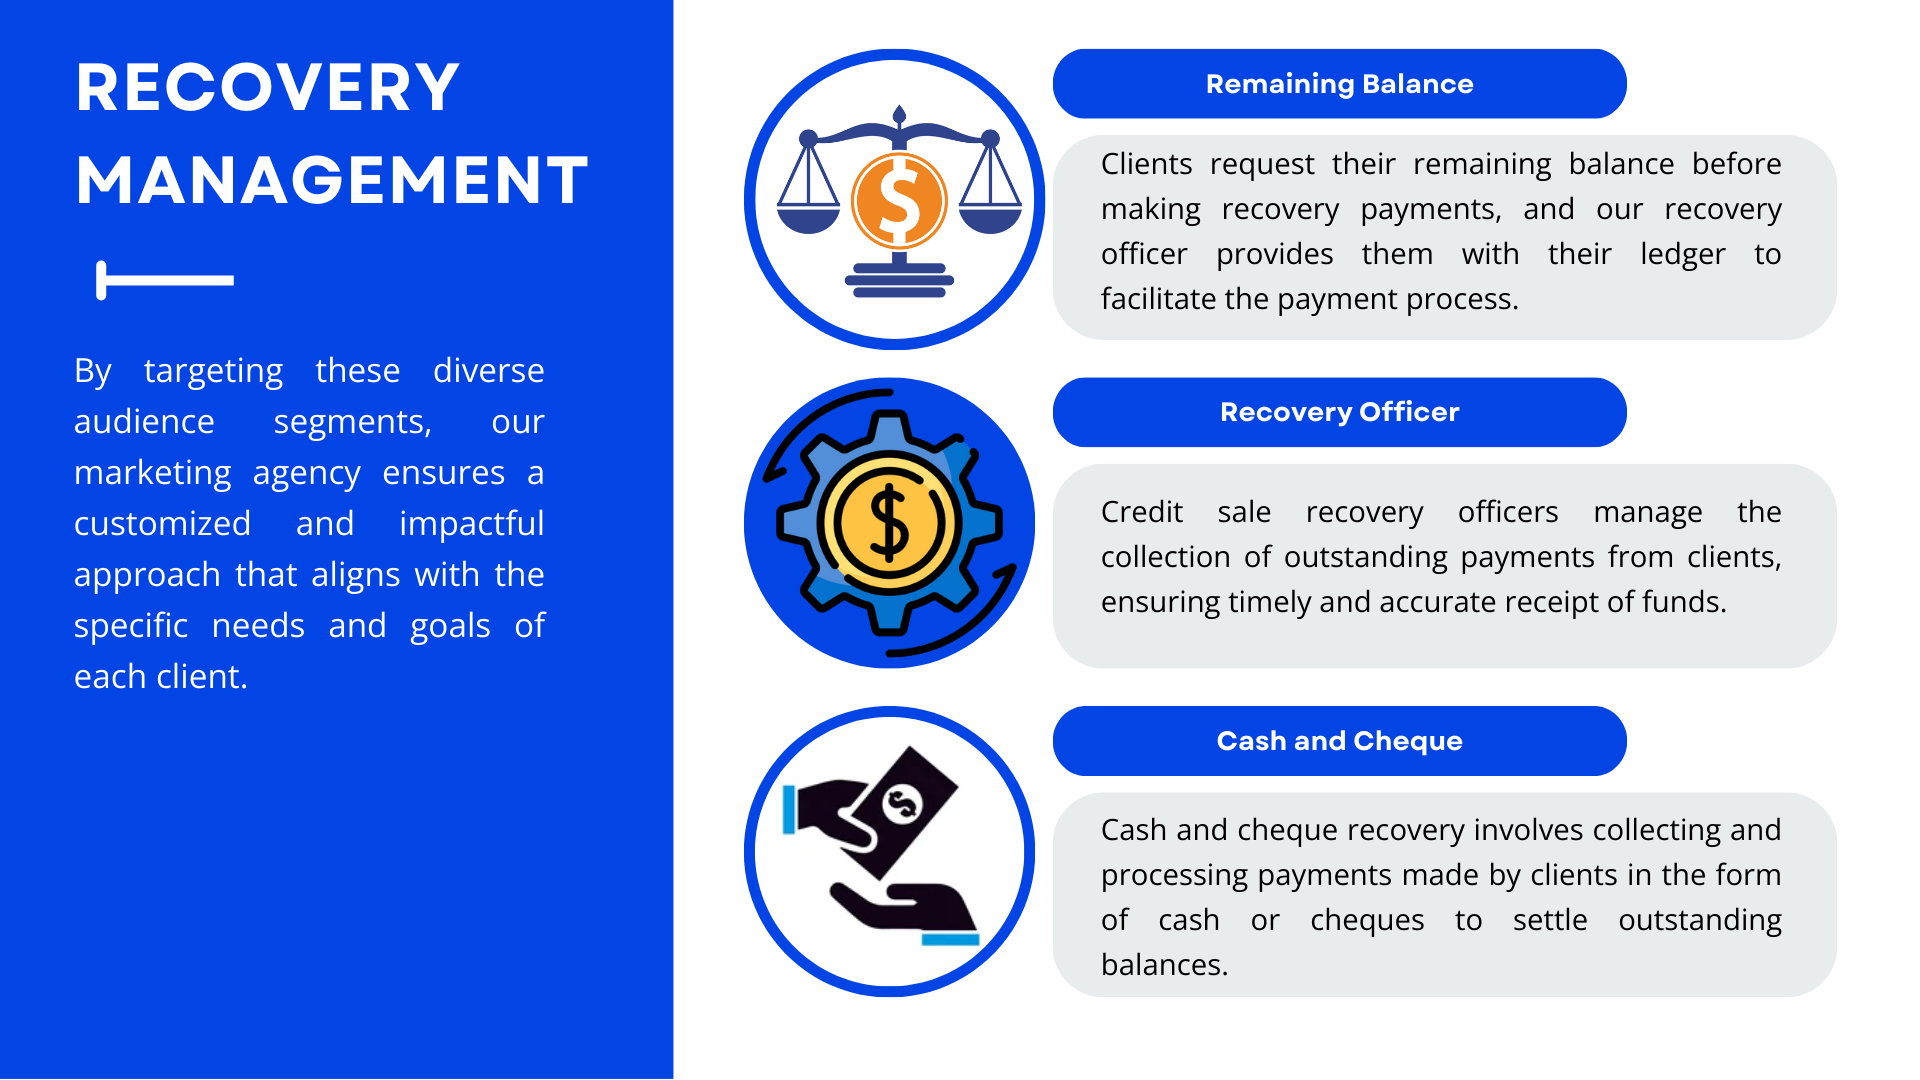 RECOVERY
MANAGEMENT
By targeting these diverse
audience segments, our
marketing agency ensures a
customized and impactful
approach that aligns with the
specific needs and goals of
each client.
Remaining Balance
Clients request their remaining balance before
making recovery payments, and our recovery
officer provides them with their ledger to
facilitate the payment process.
Recovery Officer
Credit sale recovery officers manage the
collection of outstanding payments from clients,
ensuring timely and accurate receipt of funds.
Cash and Cheque
Cash and cheque recovery involves collecting and
processing payments made by clients in the form
of cash or cheques to settle outstanding
balances.